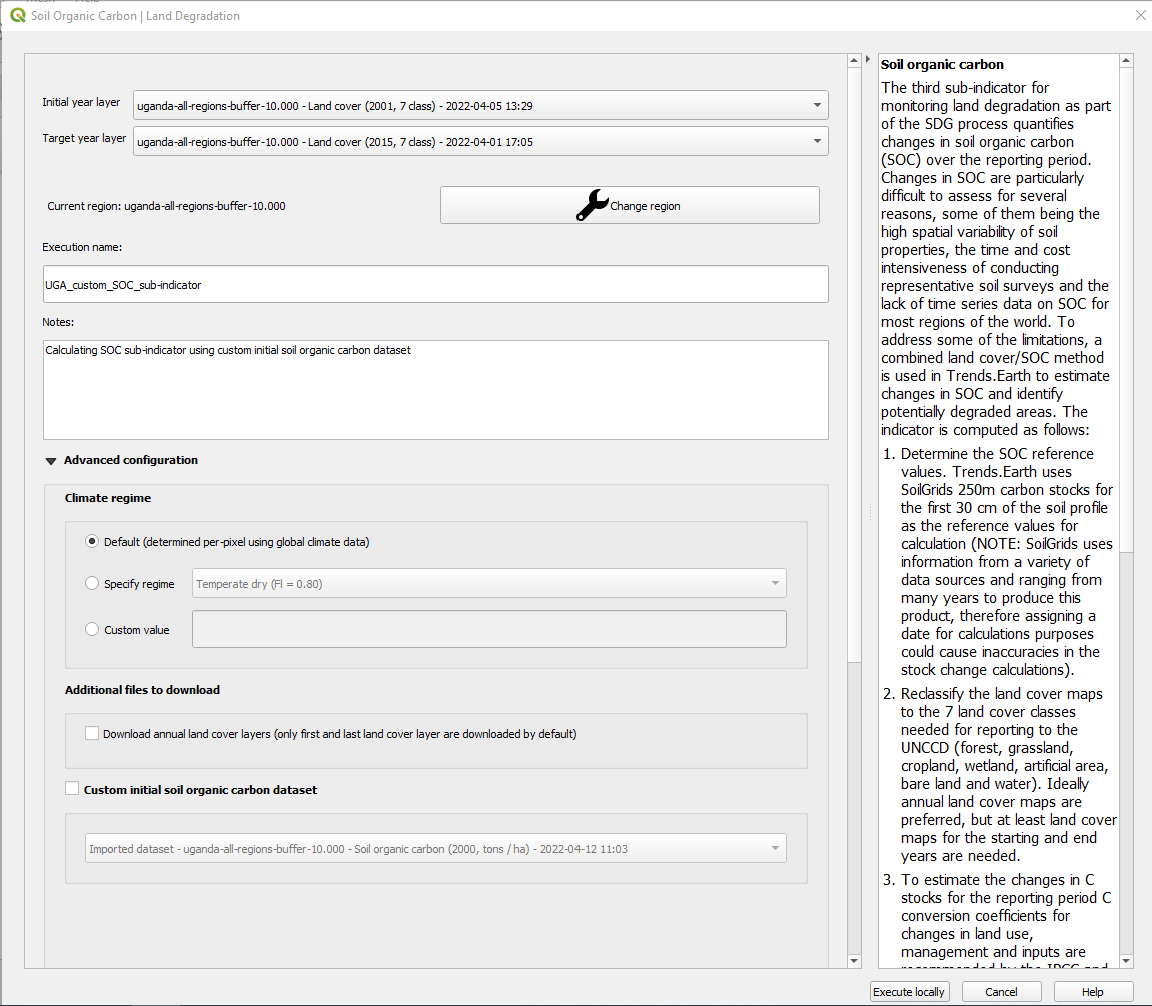 Soil Organic Carbon | Land Degradation
Initial year layer
uganda-all-regions-buffer-10.000 - Land cover (2001, 7 class) - 2022-04-05 13:29
Target year layer
uganda-all-regions-buffer-10.000 - Land cover (2015, 7 class) - 2022-04-01 17:05
Current region: uganda-all-regions-buffer-10.000
Change region
Execution name:
UGA_custom_SOC_sub-indicator
Notes:
Calculating SOC sub-indicator using custom initial soil organic carbon dataset
Advanced configuration
Climate regime
Default (determined per-pixel using global climate data)
Specify regime
Temperate dry (Fl = 0.80)
Custom value
Additional files to download
Download annual land cover layers (only first and last land cover layer are downloaded by default)
Custom initial soil organic carbon dataset
Imported dataset - uganda-all-regions-buffer-10.000 - Soil organic carbon (2000, tons / ha) - 2022-04-12 11:03
Soil organic carbon
The third sub-indicator for
monitoring land degradation as part
of the SDG process quantifies
changes in soil organic carbon
(SOC) over the reporting period.
Changes in SOC are particularly
difficult to assess for several
reasons, some of them being the
high spatial variability of soil
properties, the time and cost
intensiveness of conducting
representative soil surveys and the
lack of time series data on SOC for
most regions of the world. To
address some of the limitations, a
combined land cover/SOC method
is used in Trends.Earth to estimate
changes in SOC and identify
potentially degraded areas. The
indicator is computed as follows:
1. Determine the SOC reference
values. Trends.Earth uses
SoilGrids 250m carbon stocks for
the first 30 cm of the soil profile
as the reference values for
calculation (NOTE: SoilGrids uses
information from a variety of
data sources and ranging from
many years to produce this
product, therefore assigning a
date for calculations purposes
could cause inaccuracies in the
stock change calculations).
2. Reclassify the land cover maps
to the 7 land cover classes
needed for reporting to the
UNCCD (forest, grassland,
cropland, wetland, artificial area,
bare land and water). Ideally
annual land cover maps are
preferred, but at least land cover
maps for the starting and end
years are needed.
3. To estimate the changes in C
stocks for the reporting period C
conversion coefficients for
changes in land use,
management and inputs are
recommended by the IPCC and
Execute locally
Cancel
Help